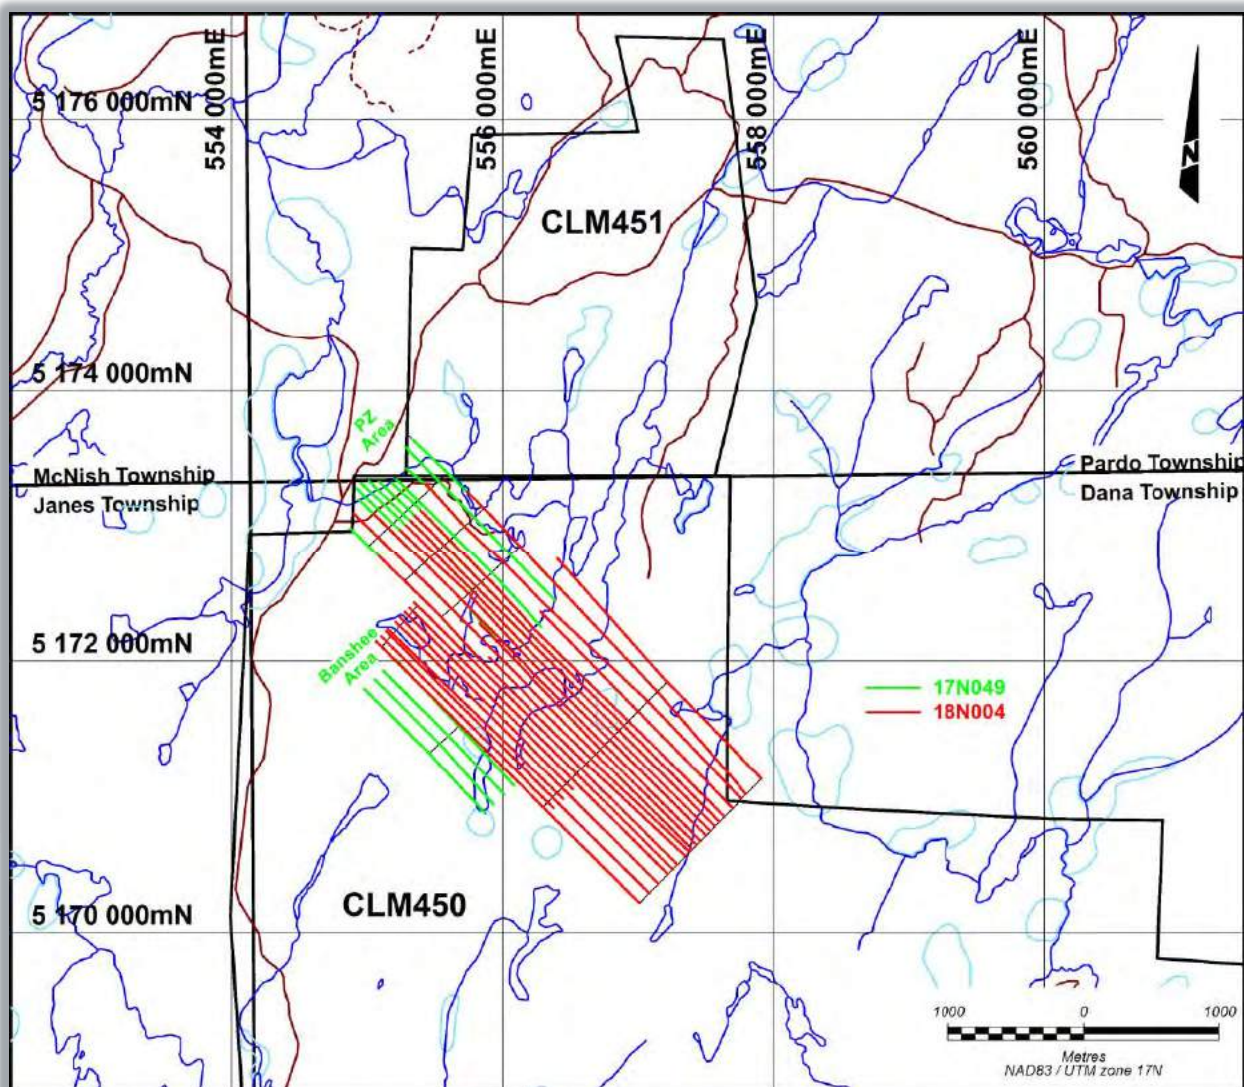 554 000mE
556 000mE
558 000mE
560 000mE
5 176 000mN
N
CLM451
5 174 000mN
PZ
Area
McNish Township
Pardo Township
Janes Township
Dana Township
5 172 000mN
Banshee
Area
17N049
18N004
CLM450
5 170 000mN
1000 0 1000
Metres
NAD83 / UTM zone 17N